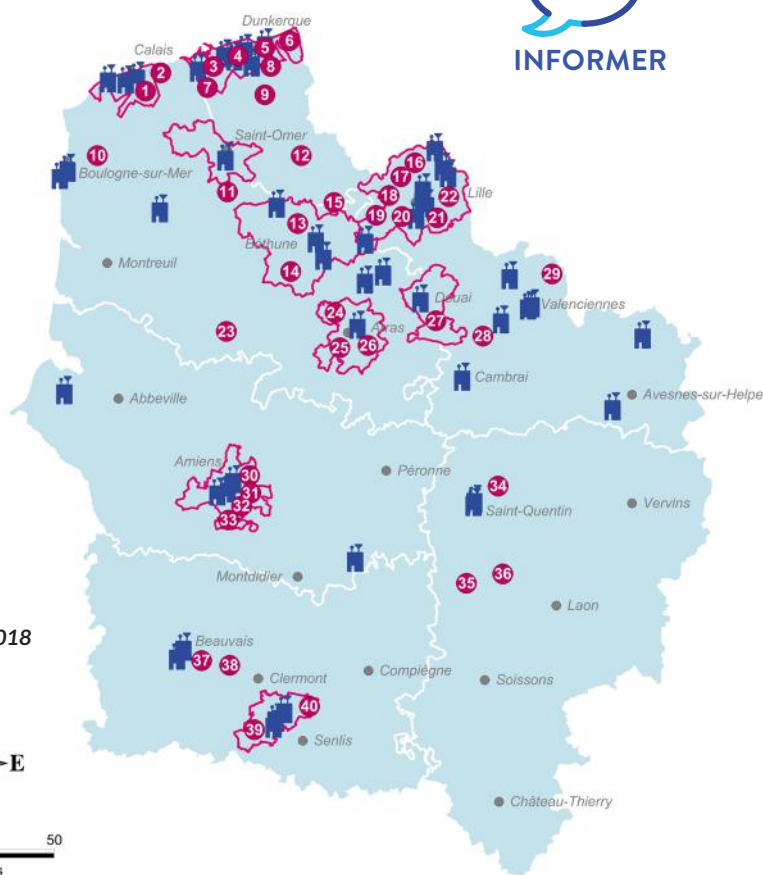 Dunkerque
INFORMER
Calais
6
5
4
2
3
8
1
7
9
Saint-Omer
10
12
16
Boulogne-sur-Mer
17
11
18
22
Lille
15
19
20
21
13
Béthune
Montreuil
14
29
Douai
Valenciennes
24
27
23
Arras
28
25
26
Cambrai
Abbeville
Avesnes-sur-Helpe
Amiens
Péronne
30
34
31
32
Saint-Quentin
Vervins
33
Montdidier
35
36
Laon
018
Beauvais
37
38
Clermont
Compiègne
Soissons
40
39
Senlis
E
Château-Thierry
50
s